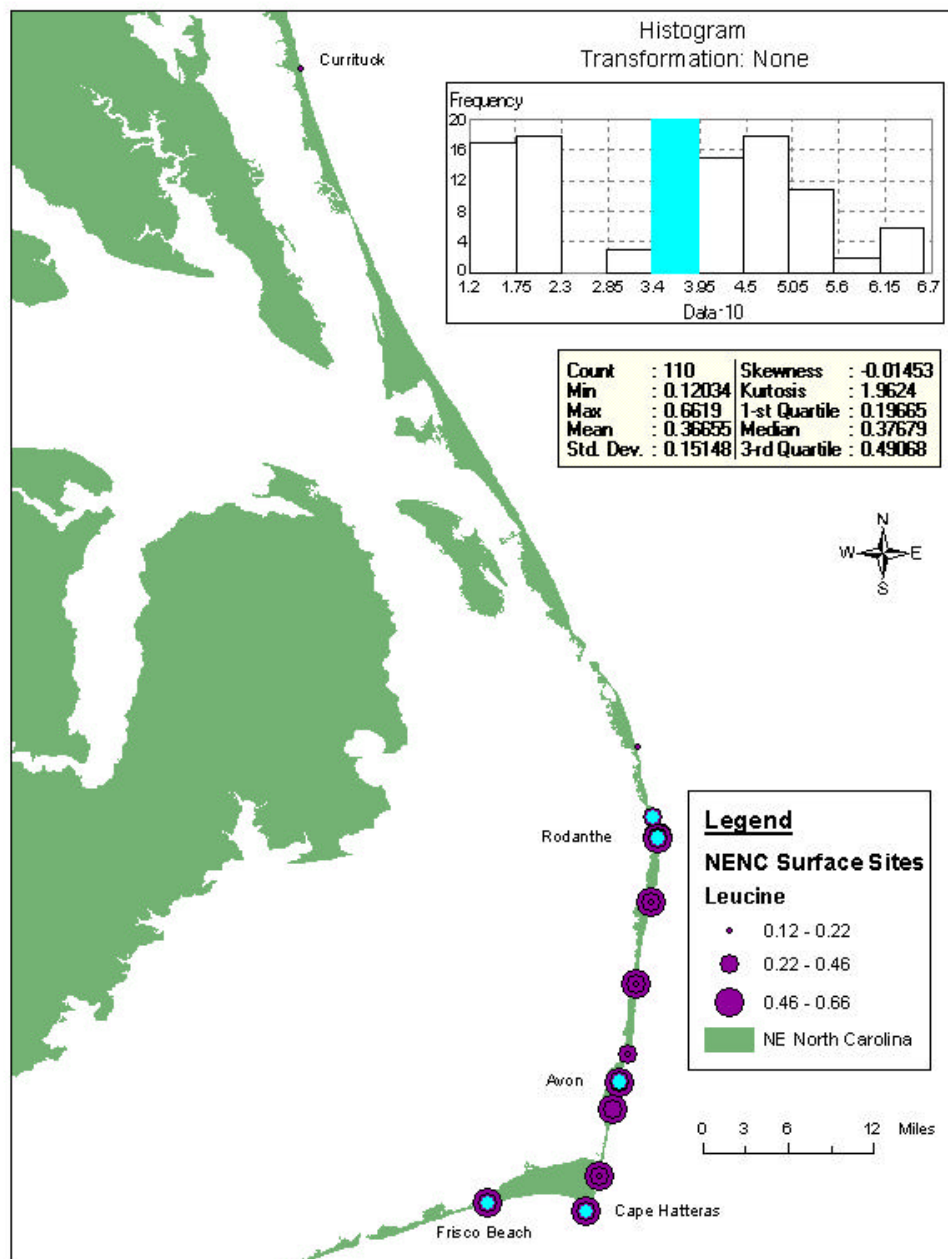 Currituck
Histogram
Transformation: None
Frequency
20
16
12
8
4
0
1.2 1.75 2.3 2.85 3.4 3.95 4.5 5.05 5.6 6.15 6.7
Data·10
Count : 110 Skewness : -0.01453
Min : 0.12034 Kurtosis : 1.9624
Max : 0.6619 1-st Quartile : 0.19665
Mean : 0.36655 Median : 0.37679
Std. Dev. : 0.15148 3-rd Quartile : 0.49068
N
W E
S
Rodanthe
Legend
NENC Surface Sites
Leucine
0.12 - 0.22
0.22 - 0.46
0.46 - 0.66
NE North Carolina
Avon
0 3 6 12 Miles
Cape Hatteras
Frisco Beach